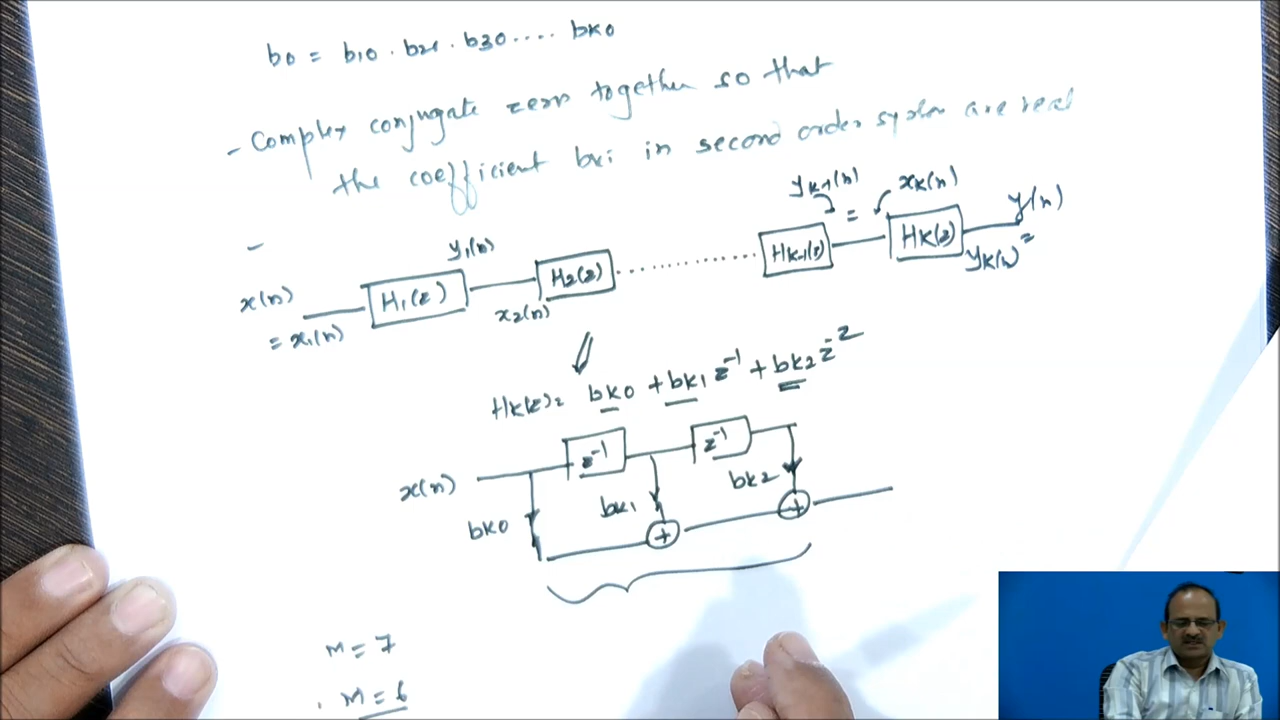 b0 = b10 . b20 . b30 .... bK0
- Complex conjugate zero together so that
the coefficient bki in second order system are real
-
yK-1(n) = xK(n)
x(n) = x1(n)
H1(z)
y1(n)
x2(n)
H2(z)
HK-1(z)
HK(z)
y(n)
yK(n) =
Hk(z) = bk0 + bk1 z⁻¹ + bk2 z⁻²
x(n)
z⁻¹
z⁻¹
bk0
bk1
bk2
+
+
M = 7
. M = 6